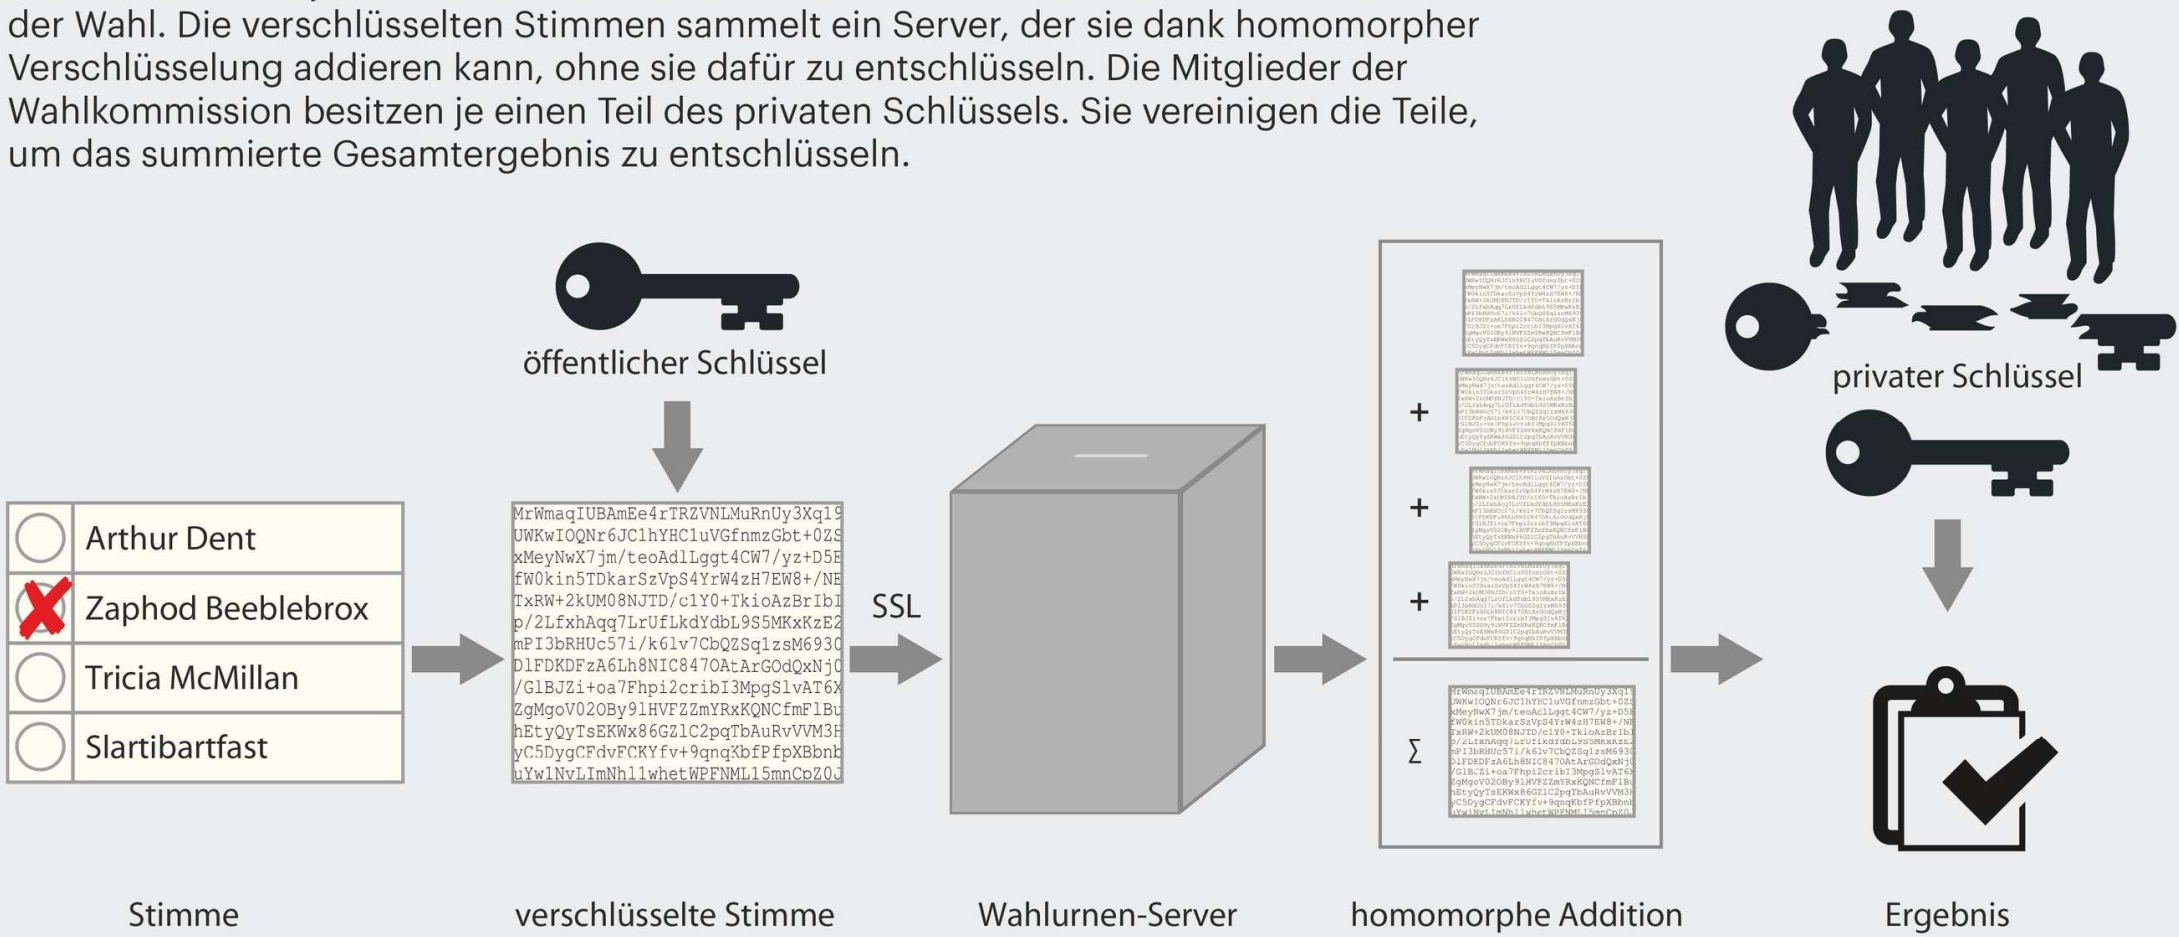 der Wahl. Die verschlüsselten Stimmen sammelt ein Server, der sie dank homomorpher
Verschlüsselung addieren kann, ohne sie dafür zu entschlüsseln. Die Mitglieder der
Wahlkommission besitzen je einen Teil des privaten Schlüssels. Sie vereinigen die Teile,
um das summierte Gesamtergebnis zu entschlüsseln.
öffentlicher Schlüssel
privater Schlüssel
Arthur Dent
Zaphod Beeblebrox
Tricia McMillan
Slartibartfast
MrWmaqIUBAmEe4rTRZVNLMuRnUy3Xq19
UWKwIOQNr6JC1hYHC1uVGfnmzGbt+0ZS
xMeyNwX7jm/teoAdlLggt4CW7/yz+D5E
fW0kin5TDkarSzVpS4YrW4zH7EW8+/NE
TxRW+2kUM08NJTD/c1Y0+TkioAzBrIbI
p/2LfxhAqq7LrUfLkdYdbL9S5MKxKzE2
mPI3bRHUc57i/k6lv7CbQZSq1zsM6930
DlFDKDFzA6Lh8NIC847OAtArGOdQxNj0
/GlBJZi+oa7Fhpi2cribI3MpgSlvAT6X
ZgMgoV02OBy9lHVFZZmYRxKQNCfmFlBu
hEtyQyTsEKWx86GZlC2pqTbAuRvVVM3H
yC5DygCFdvFCKYfv+9qnqKbfPfpXBbnb
uYw1NvLImNhl1whetWPFNML15mnCpZ0J
SSL
+
+
+
Σ
Stimme
verschlüsselte Stimme
Wahlurnen-Server
homomorphe Addition
Ergebnis